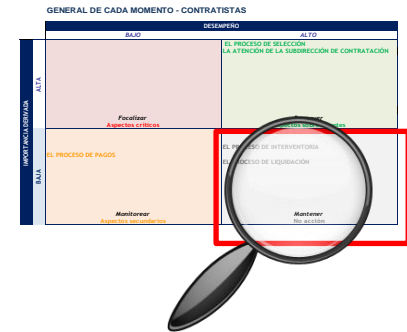 GENERAL DE CADA MOMENTO - CONTRATISTAS
DESEMPEÑO
BAJO
ALTO
IMPORTANCIA DERIVADA
ALTA
EL PROCESO DE SELECCIÓN
LA ATENCIÓN DE LA SUBDIRECCIÓN DE CONTRATACIÓN
Focalizar
Aspectos críticos
BAJA
EL PROCESO DE PAGOS
EL PROCESO DE INTERVENTORÍA
EL PROCESO DE LIQUIDACIÓN
Monitorear
Aspectos secundarios
Mantener
No acción